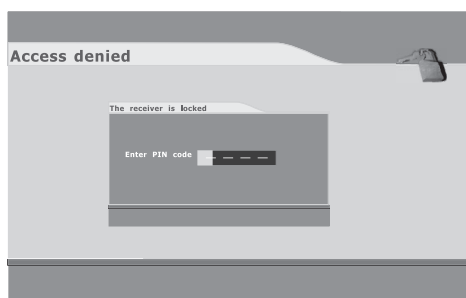 Access denied
The receiver is locked
Enter PIN code _ _ _ _